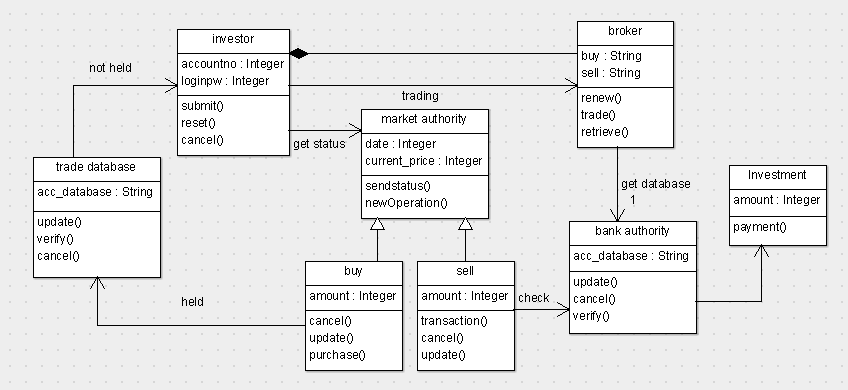 investor
accountno : Integer
loginpw : Integer
submit()
reset()
cancel()
broker
buy : String
sell : String
renew()
trade()
retrieve()
not held
trading
get status
market authority
date : Integer
current_price : Integer
sendstatus()
newOperation()
trade database
acc_database : String
update()
verify()
cancel()
get database
1
Investment
amount : Integer
payment()
bank authority
acc_database : String
update()
cancel()
verify()
buy
amount : Integer
cancel()
update()
purchase()
sell
amount : Integer
transaction()
cancel()
update()
held
check